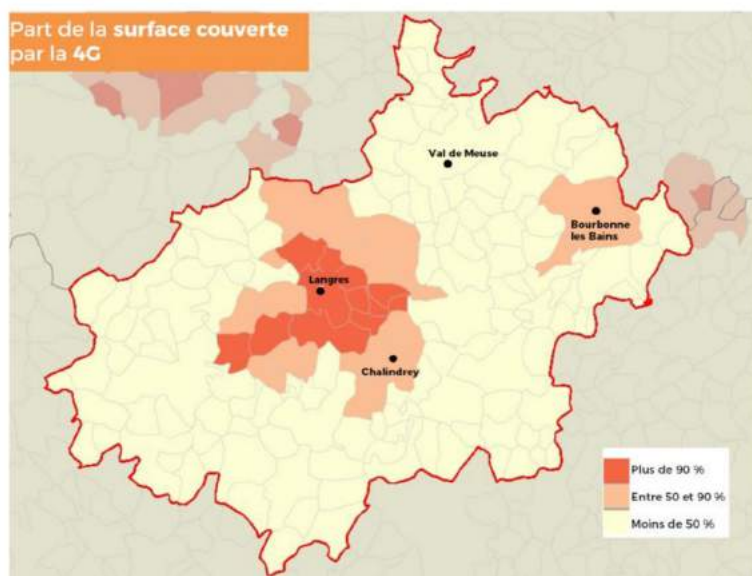 Part de la surface couverte
par la 4G
Val de Meuse
Bourbonne
les Bains
Langres
Chalindrey
Plus de 90 %
Entre 50 et 90 %
Moins de 50 %